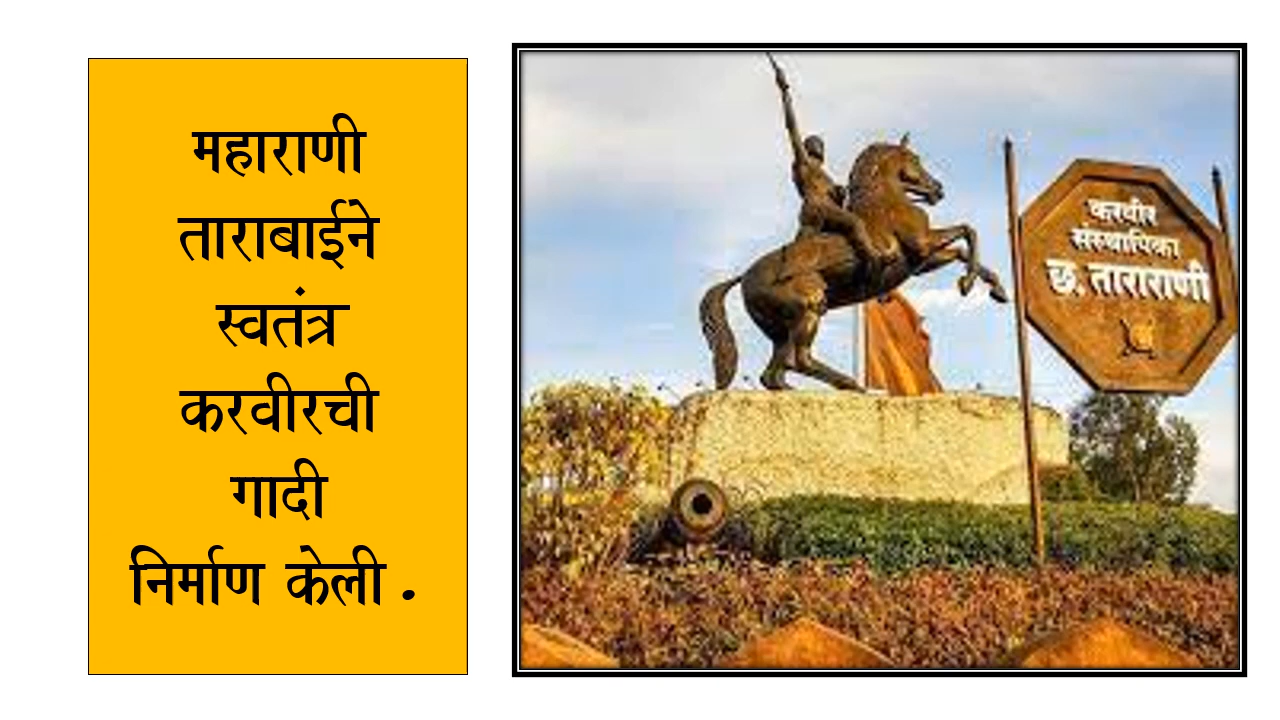 महाराणी
ताराबाईने
स्वतंत्र
करवीरची
गादी
निर्माण केली .
करवीर
संस्थापिका
छ. ताराराणी